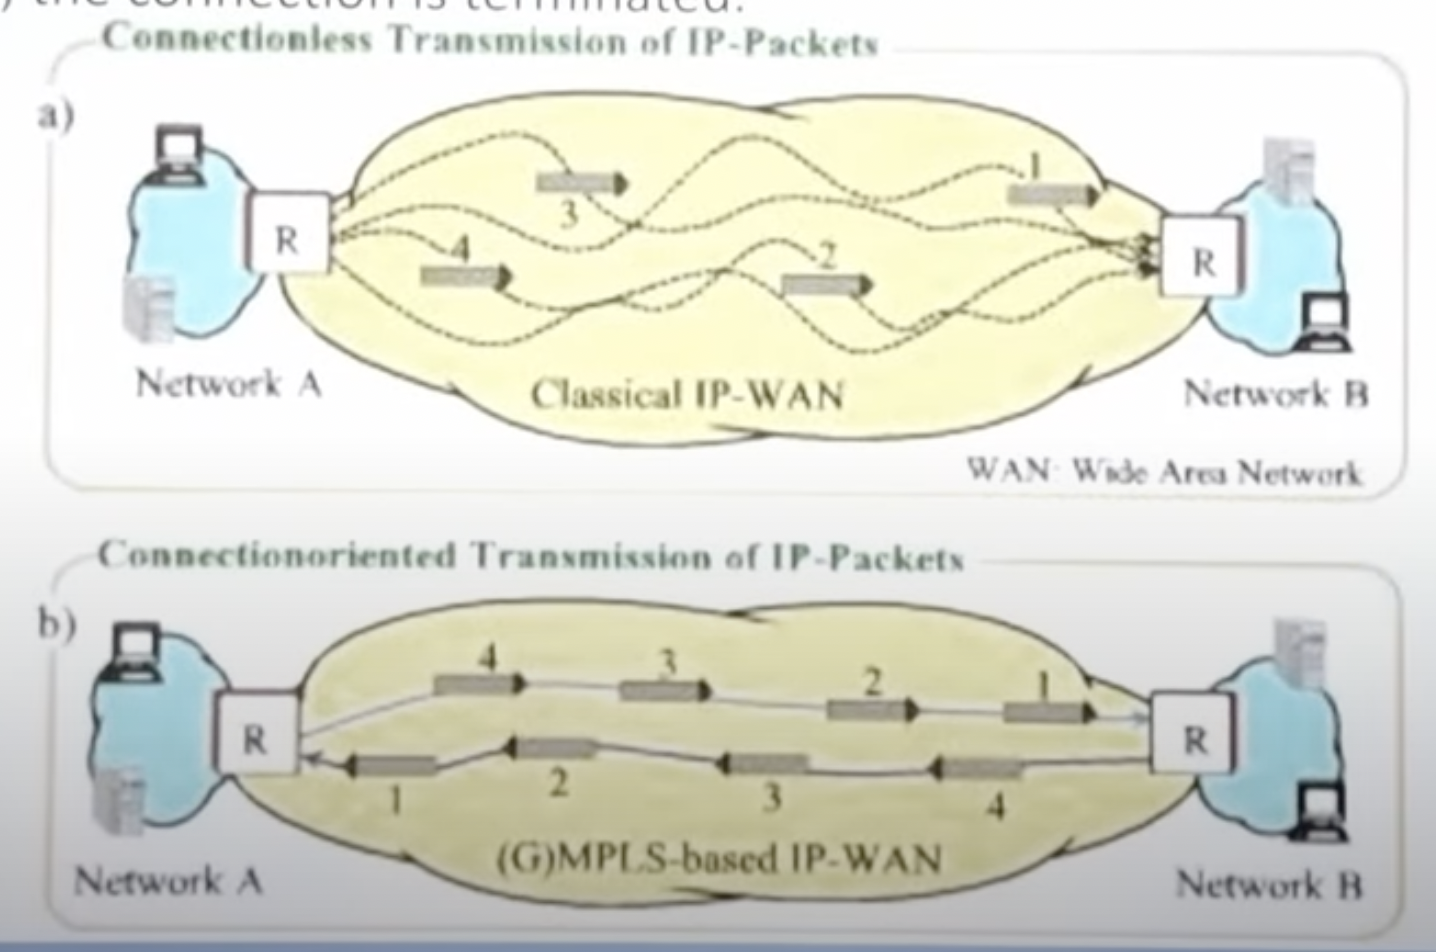 ) the connection is terminated.
Connectionless Transmission of IP-Packets
a)
3
1
4
2
R
R
Network A
Classical IP-WAN
Network B
WAN: Wide Area Network
Connectionoriented Transmission of IP-Packets
b)
4
3
2
1
R
R
1
2
3
4
(G)MPLS-based IP-WAN
Network A
Network B